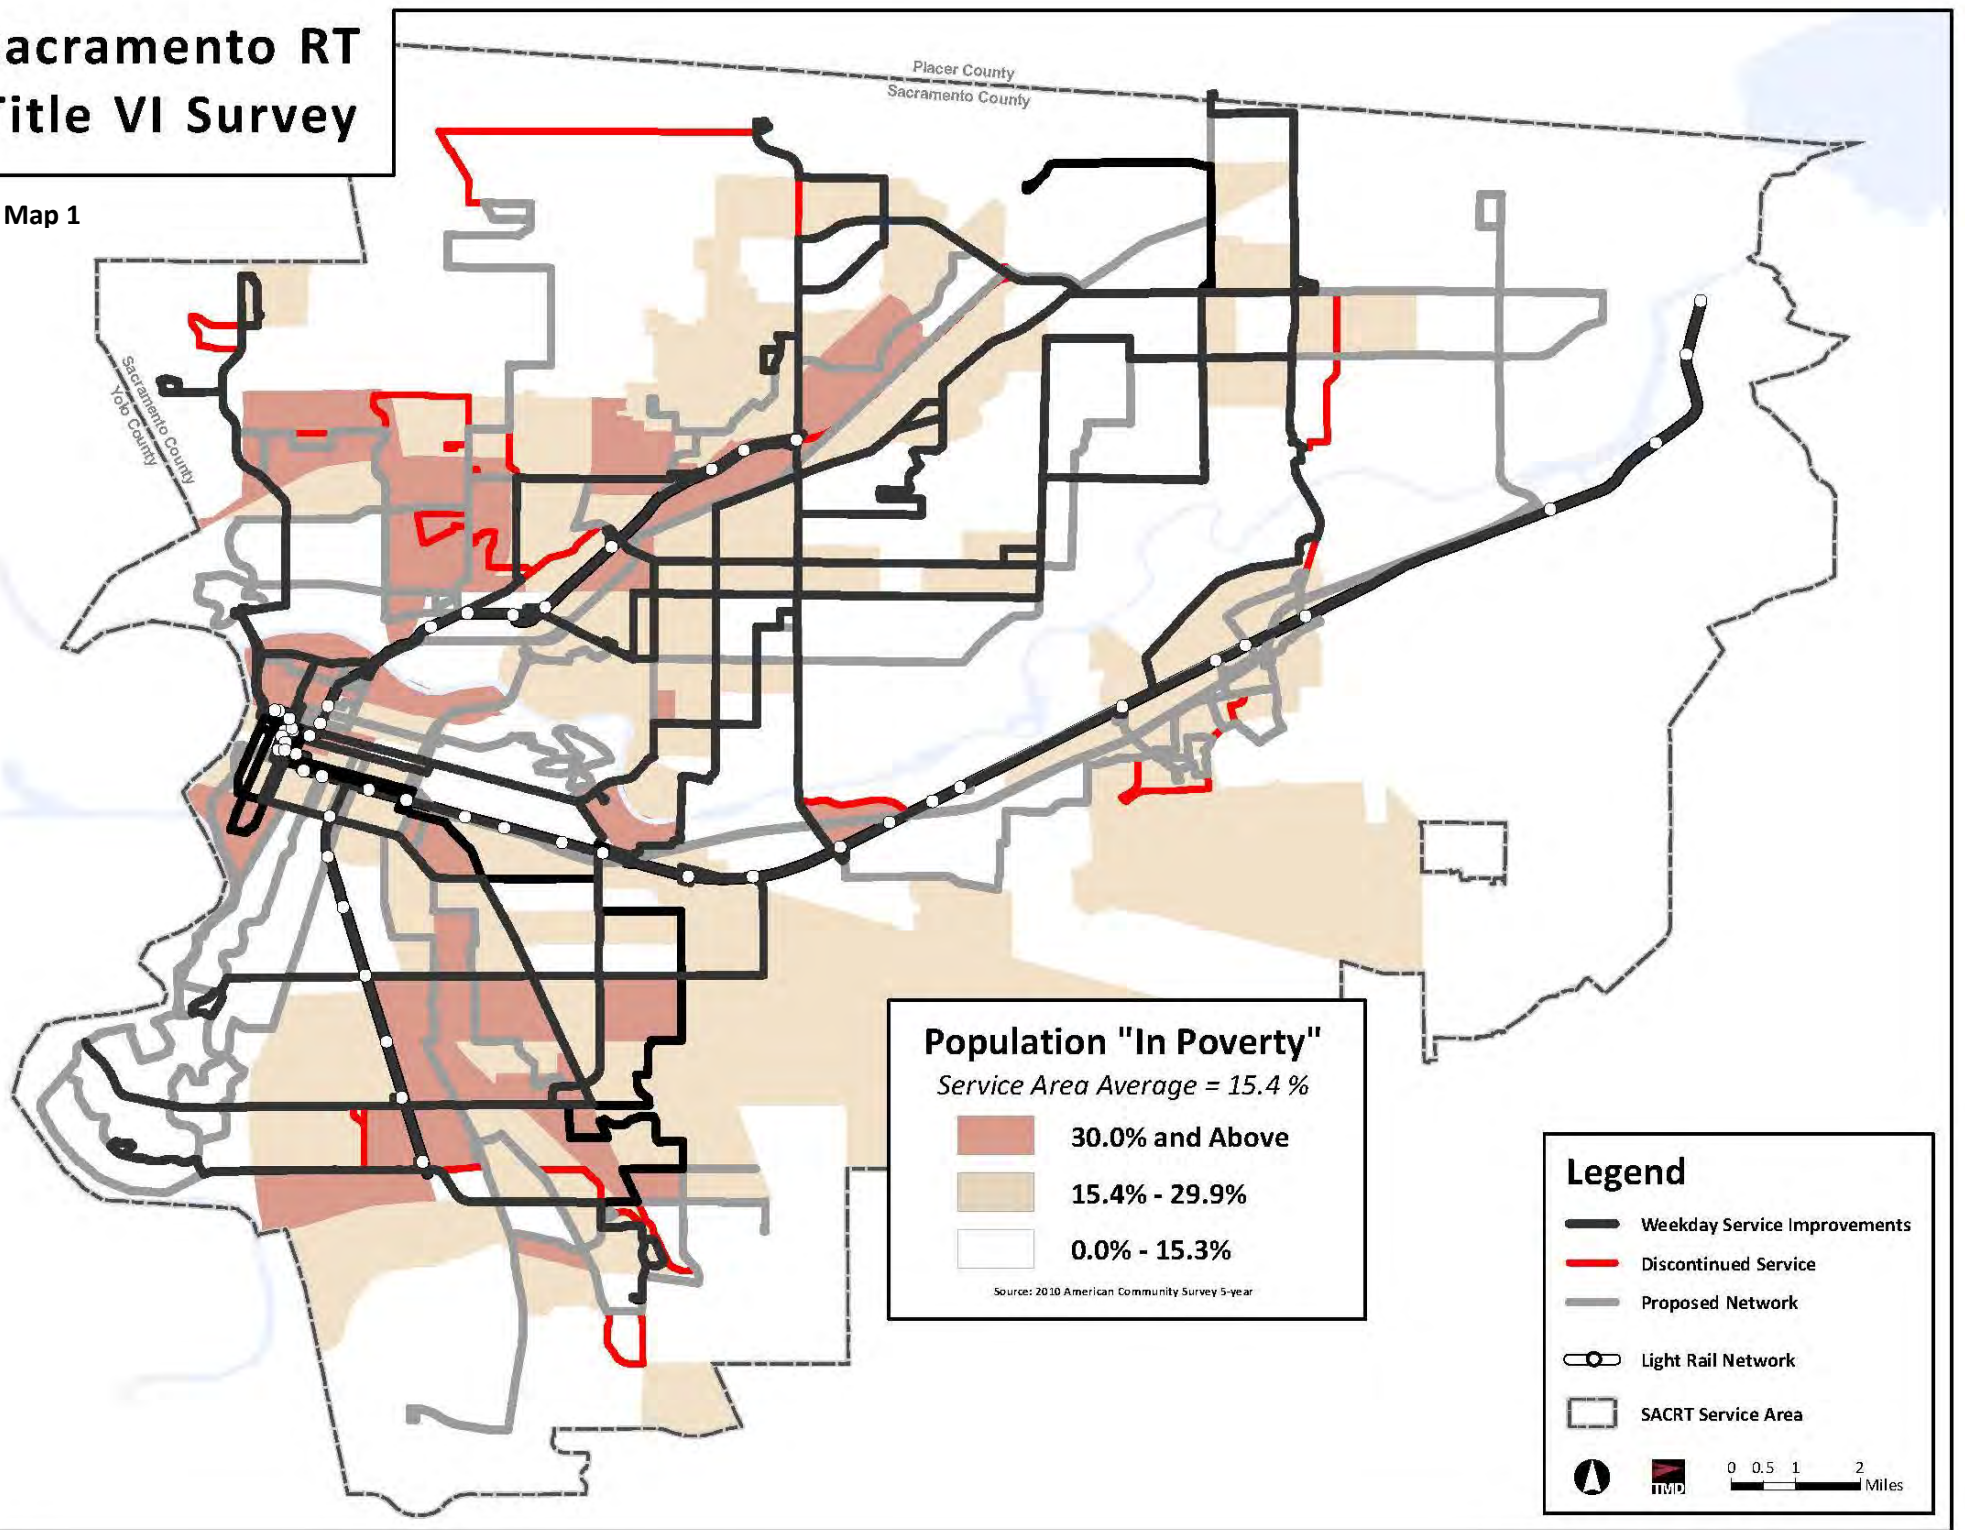 acramento RT
Title VI Survey
Map 1
Placer County
Sacramento County
Sacramento County
Yolo County
Population "In Poverty"
Service Area Average = 15.4 %
30.0% and Above
15.4% - 29.9%
0.0% - 15.3%
Source: 2010 American Community Survey 5-year
Legend
Weekday Service Improvements
Discontinued Service
Proposed Network
Light Rail Network
SACRT Service Area
TMD
0 0.5 1 2
Miles